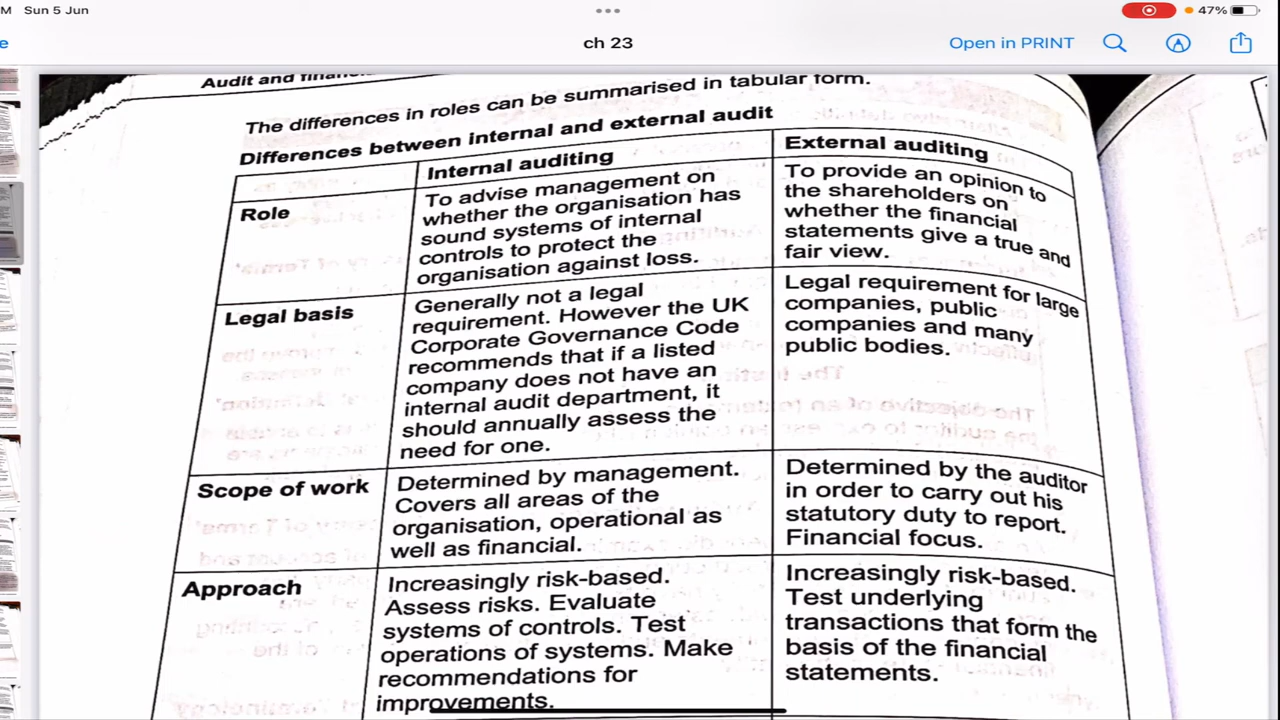 M Sun 5 Jun
47%
ch 23
Open in PRINT
Audit and
The differences in roles can be summarised in tabular form.
Differences between internal and external audit
Internal auditing
External auditing
Role
To advise management on
whether the organisation has
sound systems of internal
controls to protect the
organisation against loss.
To provide an opinion to
the shareholders on
whether the financial
statements give a true and
fair view.
Legal basis
Generally not a legal
requirement. However the UK
Corporate Governance Code
recommends that if a listed
company does not have an
internal audit department, it
should annually assess the
need for one.
Legal requirement for large
companies, public
companies and many
public bodies.
Scope of work
Determined by management.
Covers all areas of the
organisation, operational as
well as financial.
Determined by the auditor
in order to carry out his
statutory duty to report.
Financial focus.
Approach
Increasingly risk-based.
Assess risks. Evaluate
systems of controls. Test
operations of systems. Make
recommendations for
improvements.
Increasingly risk-based.
Test underlying
transactions that form the
basis of the financial
statements.